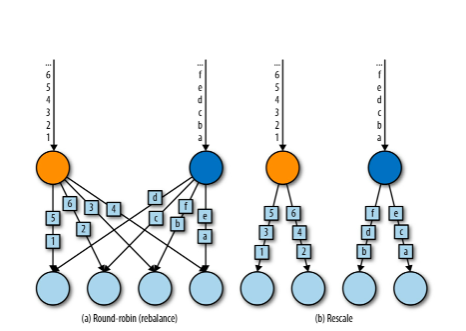 ... ... ... ...
6 f 6 f
5 e 5 e
4 d 4 d
3 c 3 c
2 b 2 b
1 a 1 a
d
6 3 4 f
5 c e 5 6 f e
2 b 3 4 d c
1 a 1 2 b a
(a) Round-robin (rebalance) (b) Rescale